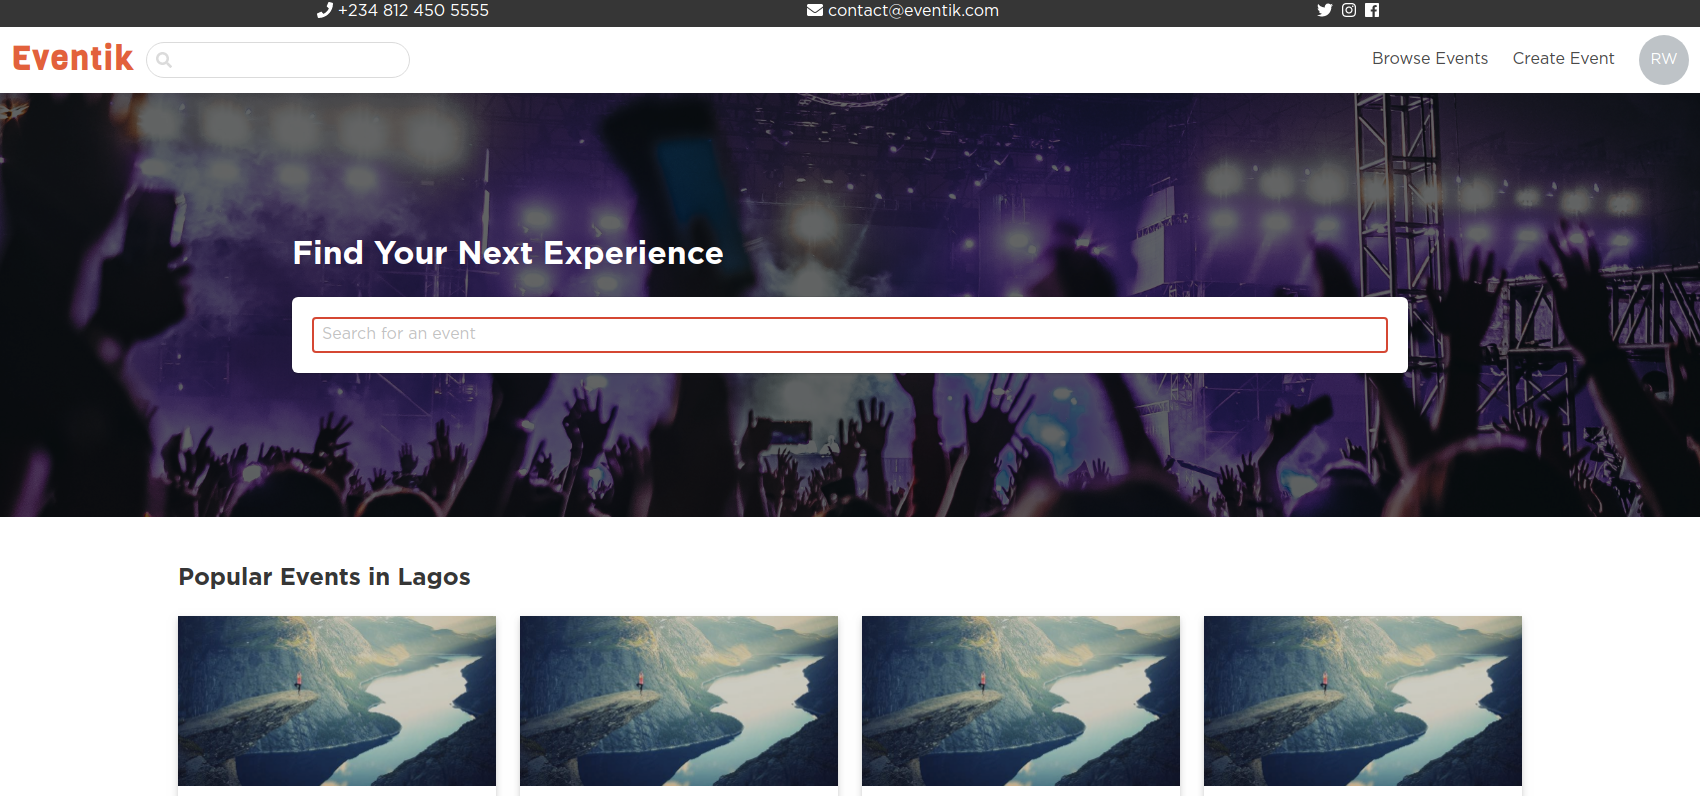 +234 812 450 5555
contact@eventik.com
Eventik
Browse Events
Create Event
RW
Find Your Next Experience
Search for an event
Popular Events in Lagos